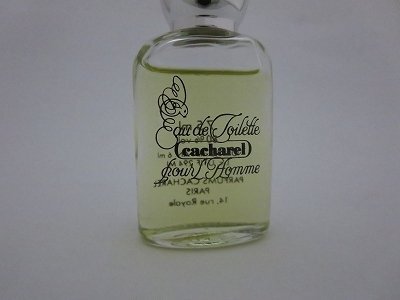 Eau de Toilette
cacharel
pour L'Homme
PARFUMS CACHAREL
PARIS
14, rue Royale